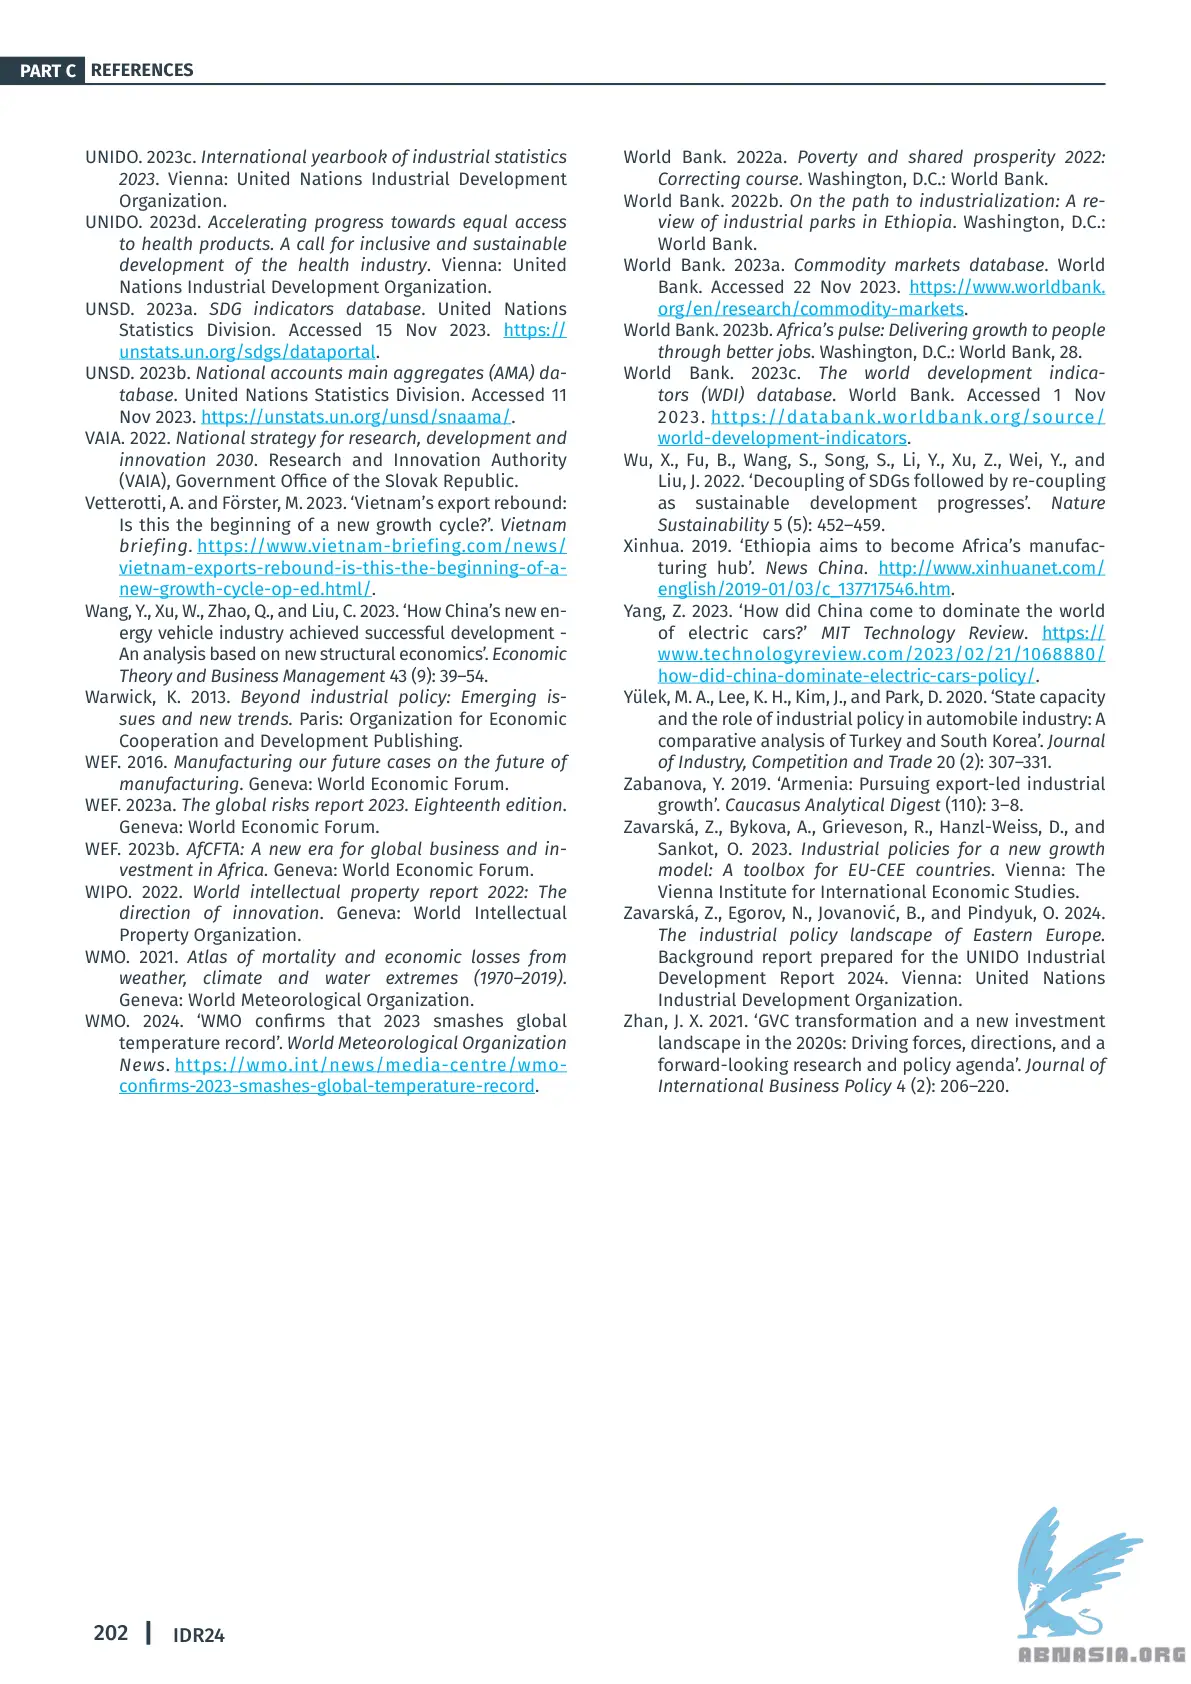 PART C REFERENCES
UNIDO. 2023c. International yearbook of industrial statistics
2023. Vienna: United Nations Industrial Development
Organization.
UNIDO. 2023d. Accelerating progress towards equal access
to health products. A call for inclusive and sustainable
development of the health industry. Vienna: United
Nations Industrial Development Organization.
UNSD. 2023a. SDG indicators database. United Nations
Statistics Division. Accessed 15 Nov 2023. https://
unstats.un.org/sdgs/dataportal.
UNSD. 2023b. National accounts main aggregates (AMA) da-
tabase. United Nations Statistics Division. Accessed 11
Nov 2023. https://unstats.un.org/unsd/snaama/.
VAIA. 2022. National strategy for research, development and
innovation 2030. Research and Innovation Authority
(VAIA), Government Office of the Slovak Republic.
Vetterotti, A. and Förster, M. 2023. ‘Vietnam’s export rebound:
Is this the beginning of a new growth cycle?’. Vietnam
briefing. https://www.vietnam-briefing.com/news/
vietnam-exports-rebound-is-this-the-beginning-of-a-
new-growth-cycle-op-ed.html/.
Wang, Y., Xu, W., Zhao, Q., and Liu, C. 2023. ‘How China’s new en-
ergy vehicle industry achieved successful development -
An analysis based on new structural economics’. Economic
Theory and Business Management 43 (9): 39–54.
Warwick, K. 2013. Beyond industrial policy: Emerging is-
sues and new trends. Paris: Organization for Economic
Cooperation and Development Publishing.
WEF. 2016. Manufacturing our future cases on the future of
manufacturing. Geneva: World Economic Forum.
WEF. 2023a. The global risks report 2023. Eighteenth edition.
Geneva: World Economic Forum.
WEF. 2023b. AfCFTA: A new era for global business and in-
vestment in Africa. Geneva: World Economic Forum.
WIPO. 2022. World intellectual property report 2022: The
direction of innovation. Geneva: World Intellectual
Property Organization.
WMO. 2021. Atlas of mortality and economic losses from
weather, climate and water extremes (1970–2019).
Geneva: World Meteorological Organization.
WMO. 2024. ‘WMO confirms that 2023 smashes global
temperature record’. World Meteorological Organization
News. https://wmo.int/news/media-centre/wmo-
confirms-2023-smashes-global-temperature-record.
World Bank. 2022a. Poverty and shared prosperity 2022:
Correcting course. Washington, D.C.: World Bank.
World Bank. 2022b. On the path to industrialization: A re-
view of industrial parks in Ethiopia. Washington, D.C.:
World Bank.
World Bank. 2023a. Commodity markets database. World
Bank. Accessed 22 Nov 2023. https://www.worldbank.
org/en/research/commodity-markets.
World Bank. 2023b. Africa’s pulse: Delivering growth to people
through better jobs. Washington, D.C.: World Bank, 28.
World Bank. 2023c. The world development indica-
tors (WDI) database. World Bank. Accessed 1 Nov
2023. https://databank.worldbank.org/source/
world-development-indicators.
Wu, X., Fu, B., Wang, S., Song, S., Li, Y., Xu, Z., Wei, Y., and
Liu, J. 2022. ‘Decoupling of SDGs followed by re-coupling
as sustainable development progresses’. Nature
Sustainability 5 (5): 452–459.
Xinhua. 2019. ‘Ethiopia aims to become Africa’s manufac-
turing hub’. News China. http://www.xinhuanet.com/
english/2019-01/03/c_137717546.htm.
Yang, Z. 2023. ‘How did China come to dominate the world
of electric cars?’ MIT Technology Review. https://
www.technologyreview.com/2023/02/21/1068880/
how-did-china-dominate-electric-cars-policy/.
Yülek, M. A., Lee, K. H., Kim, J., and Park, D. 2020. ‘State capacity
and the role of industrial policy in automobile industry: A
comparative analysis of Turkey and South Korea’. Journal
of Industry, Competition and Trade 20 (2): 307–331.
Zabanova, Y. 2019. ‘Armenia: Pursuing export-led industrial
growth’. Caucasus Analytical Digest (110): 3–8.
Zavarská, Z., Bykova, A., Grieveson, R., Hanzl-Weiss, D., and
Sankot, O. 2023. Industrial policies for a new growth
model: A toolbox for EU-CEE countries. Vienna: The
Vienna Institute for International Economic Studies.
Zavarská, Z., Egorov, N., Jovanović, B., and Pindyuk, O. 2024.
The industrial policy landscape of Eastern Europe.
Background report prepared for the UNIDO Industrial
Development Report 2024. Vienna: United Nations
Industrial Development Organization.
Zhan, J. X. 2021. ‘GVC transformation and a new investment
landscape in the 2020s: Driving forces, directions, and a
forward-looking research and policy agenda’. Journal of
International Business Policy 4 (2): 206–220.
202 | IDR24
ABNASIA.ORG